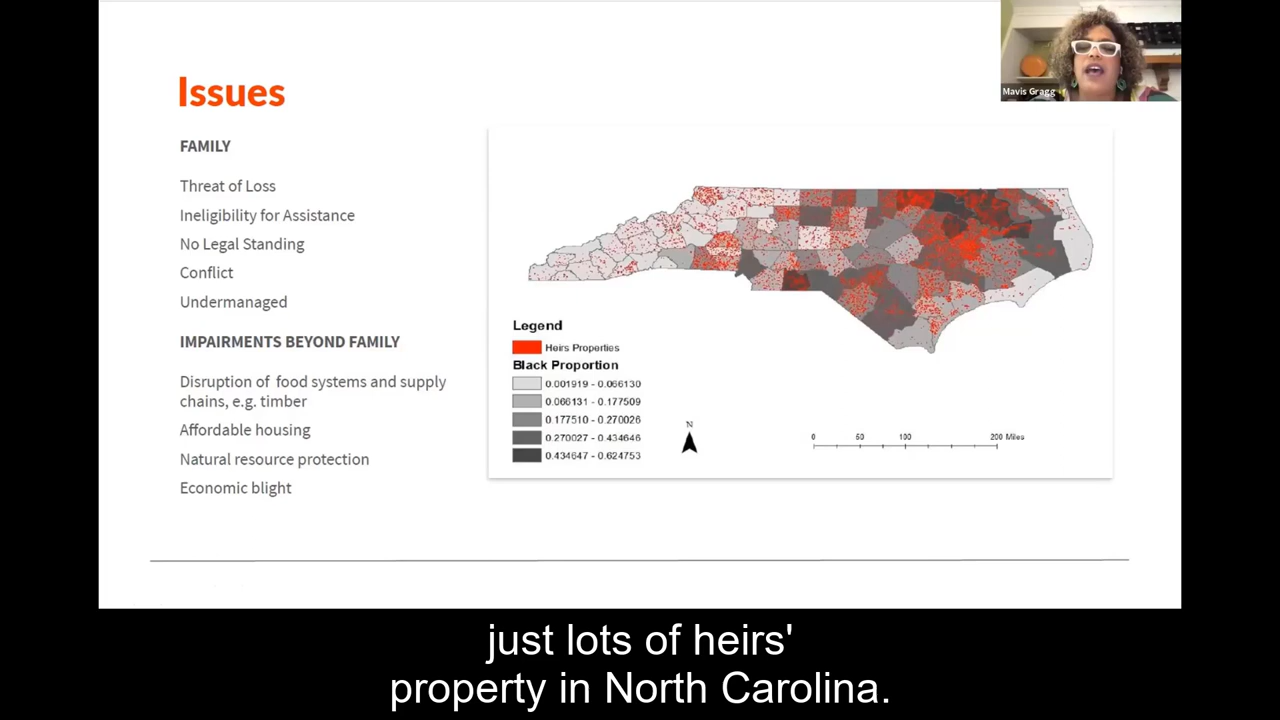 Mavis Gragg
Issues
FAMILY
Threat of Loss
Ineligibility for Assistance
No Legal Standing
Conflict
Undermanaged
IMPAIRMENTS BEYOND FAMILY
Disruption of food systems and supply
chains, e.g. timber
Affordable housing
Natural resource protection
Economic blight
Legend
Heirs Properties
Black Proportion
0.001919 - 0.066130
0.066131 - 0.177509
0.177510 - 0.270026
0.270027 - 0.434646
0.434647 - 0.624753
N
0 50 100 200 Miles
just lots of heirs'
property in North Carolina.